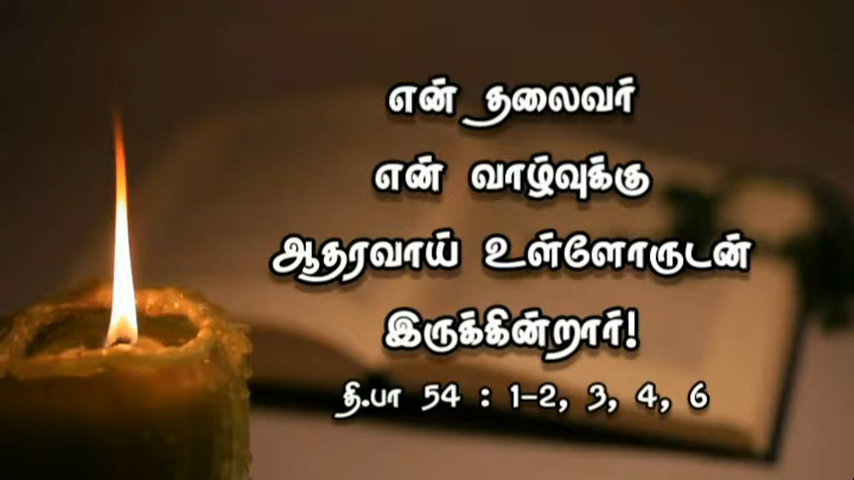 என் தலைவர்
என் வாழ்வுக்கு
ஆதரவாய் உள்ளோருடன்
இருக்கின்றார்!
தி.பா 54 : 1-2, 3, 4, 6